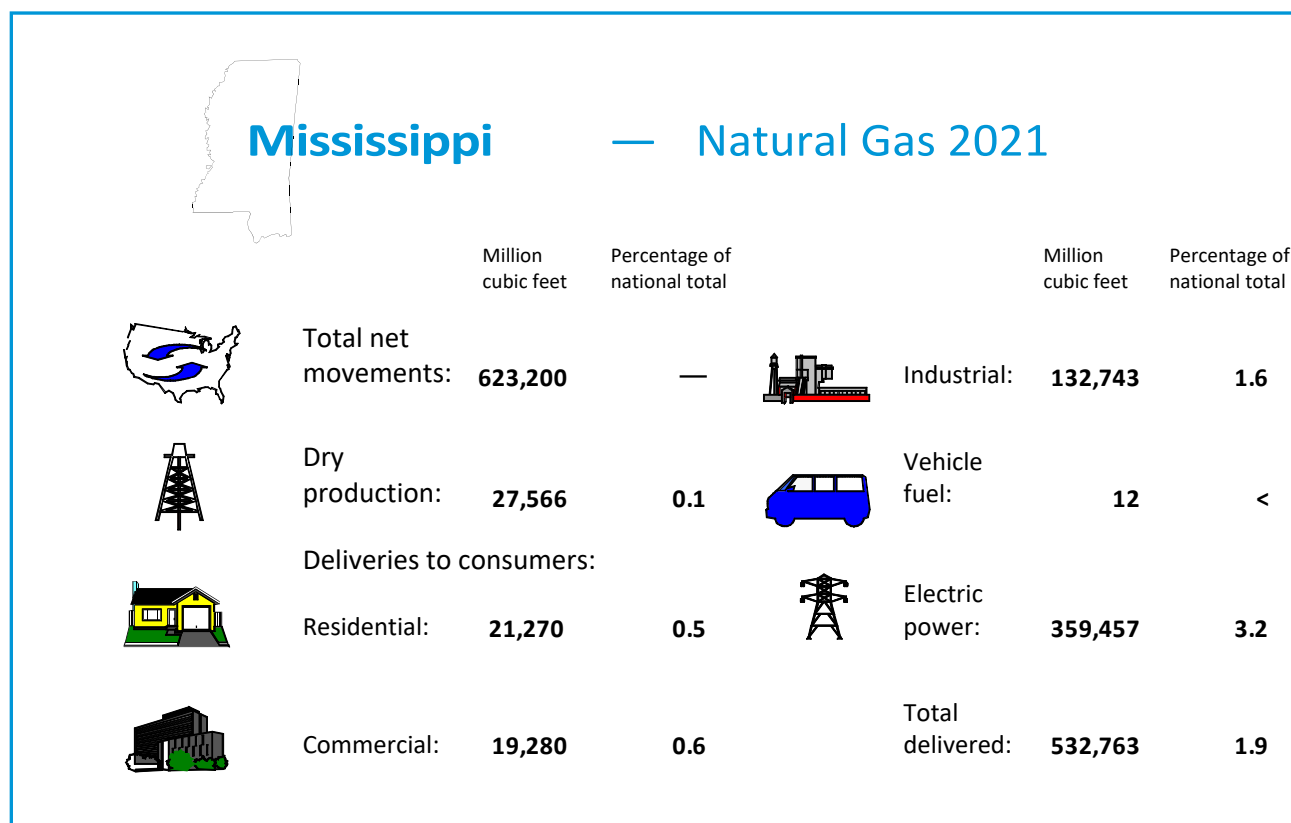 Mississippi — Natural Gas 2021
Million Percentage of Million Percentage of
cubic feet national total cubic feet national total
Total net
movements: 623,200 — Industrial: 132,743 1.6
Dry Vehicle
production: 27,566 0.1 fuel: 12 <
Deliveries to consumers:
Electric
Residential: 21,270 0.5 power: 359,457 3.2
Total
Commercial: 19,280 0.6 delivered: 532,763 1.9